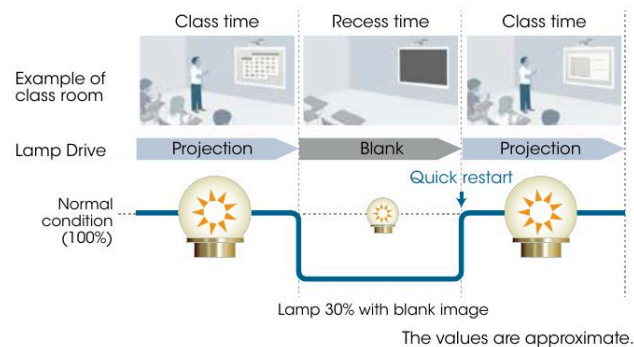 Class time
Recess time
Class time
Example of
class room
Lamp Drive
Projection
Blank
Projection
Quick restart
Normal
condition
(100%)
Lamp 30% with blank image
The values are approximate.